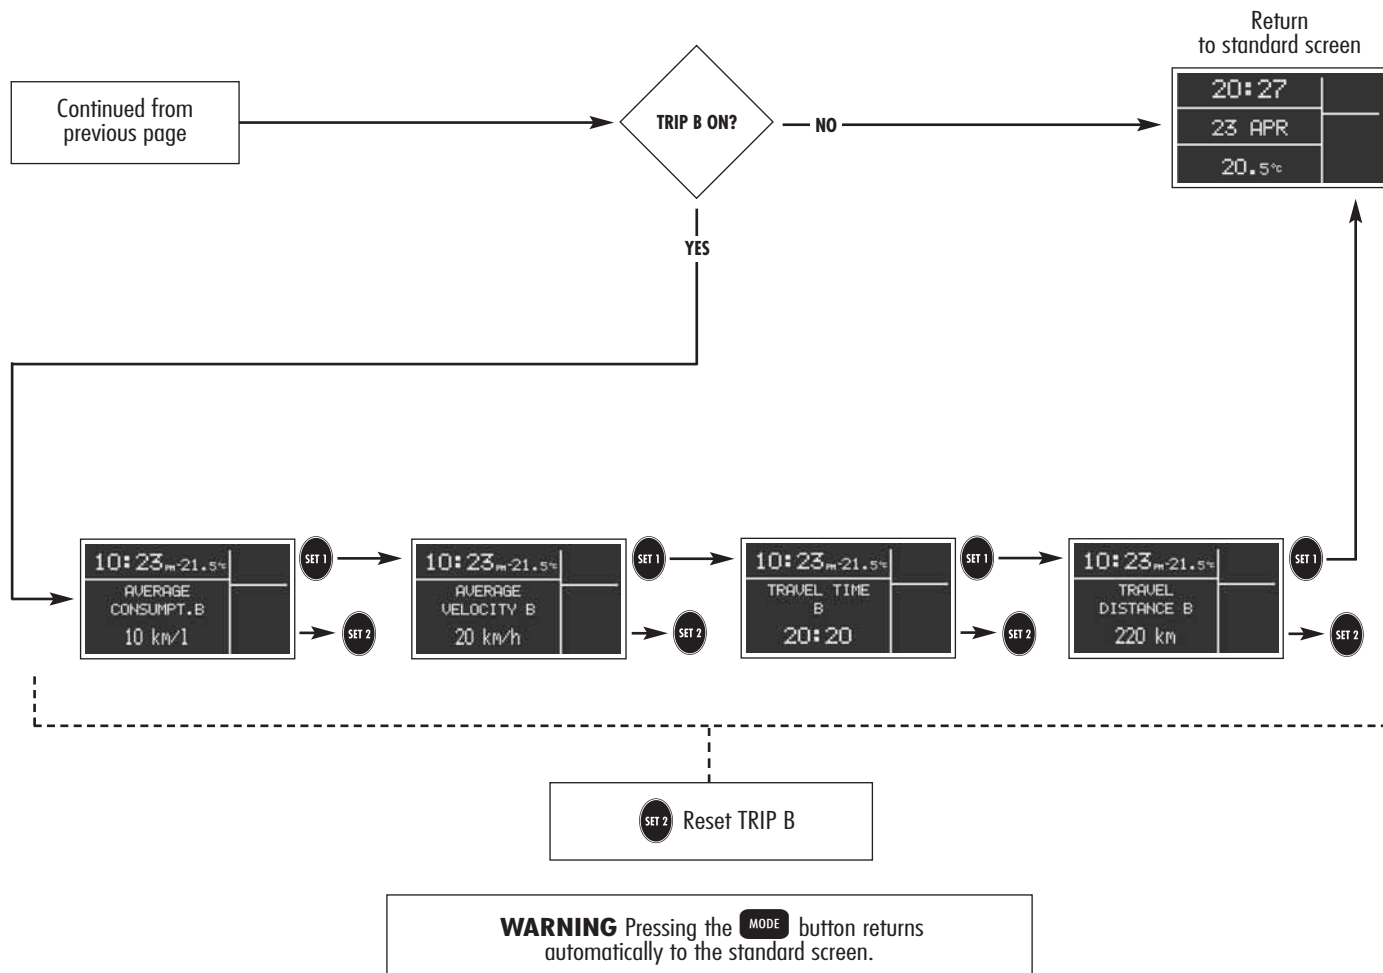 Return
to standard screen
Continued from
previous page
TRIP B ON?
NO
20:27
23 APR
20.5°c
YES
10:23PM-21.5°c
AVERAGE
CONSUMPT.B
10 km/l
SET 1
SET 2
10:23PM-21.5°c
AVERAGE
VELOCITY B
20 km/h
SET 1
SET 2
10:23PM-21.5°c
TRAVEL TIME
B
20:20
SET 1
SET 2
10:23PM-21.5°c
TRAVEL
DISTANCE B
220 km
SET 1
SET 2
SET 2 Reset TRIP B
WARNING Pressing the MODE button returns
automatically to the standard screen.